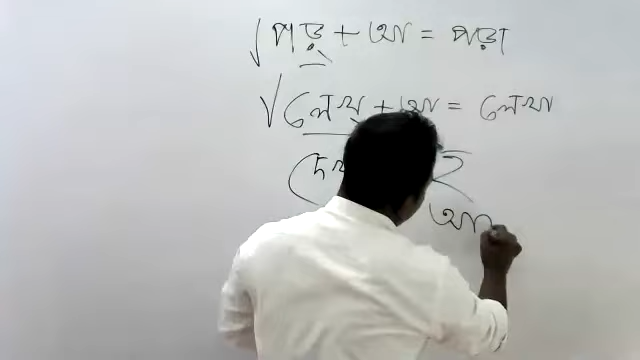 √পড়্ + আ = পড়া
√লেখ্ + আ = লেখা
দেখ ই
আ